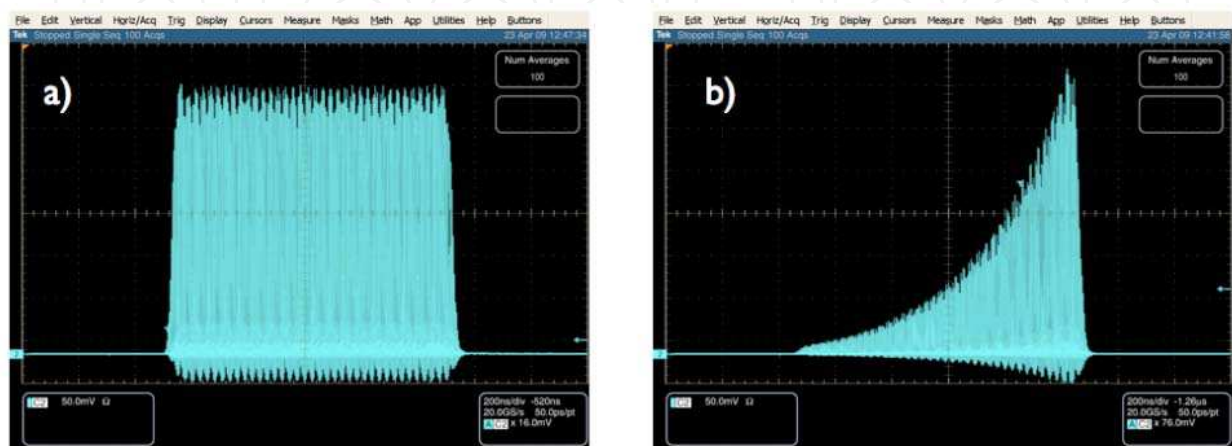 File Edit Vertical Horiz/Acq Trig Display Cursors Measure Masks Math App Utilities Help Buttons
Tek Stopped Single Seq 100 Acqs 23 Apr 09 12:47:34
Num Averages
100
a)
C2 50.0mV Ω
200ns/div -520ns
20.0GS/s 50.0ps/pt
A C2 x 16.0mV
File Edit Vertical Horiz/Acq Trig Display Cursors Measure Masks Math App Utilities Help Buttons
Tek Stopped Single Seq 100 Acqs 23 Apr 09 12:41:58
Num Averages
100
b)
C2 50.0mV Ω
200ns/div -1.26µs
20.0GS/s 50.0ps/pt
A C2 x 76.0mV